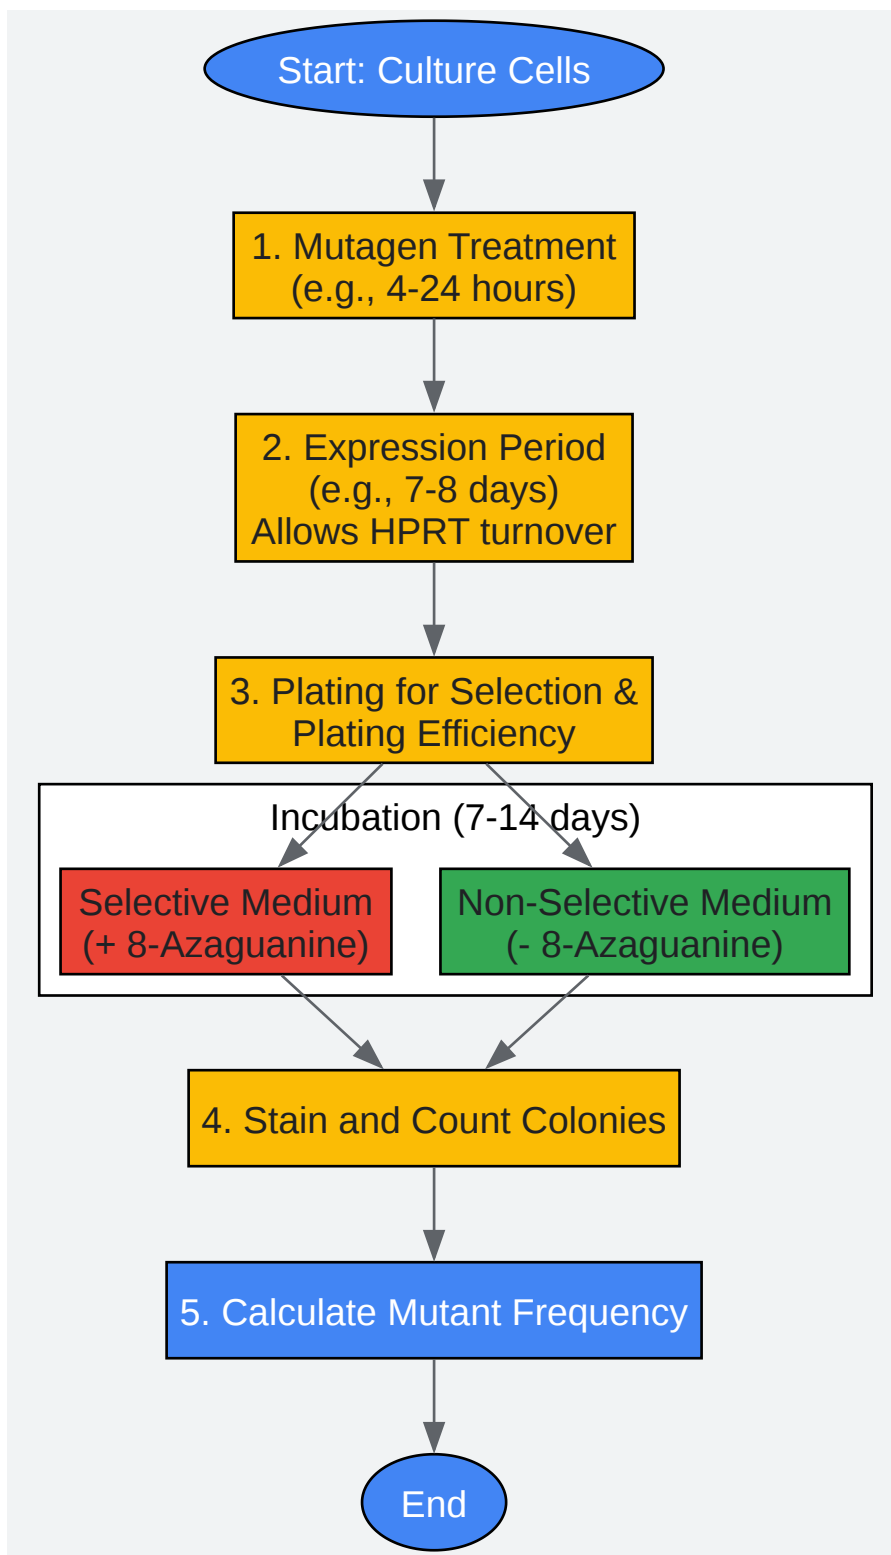 Start: Culture Cells
1. Mutagen Treatment
(e.g., 4-24 hours)
2. Expression Period
(e.g., 7-8 days)
Allows HPRT turnover
3. Plating for Selection &
Plating Efficiency
Incubation (7-14 days)
Selective Medium
(+ 8-Azaguanine)
Non-Selective Medium
(- 8-Azaguanine)
4. Stain and Count Colonies
5. Calculate Mutant Frequency
End